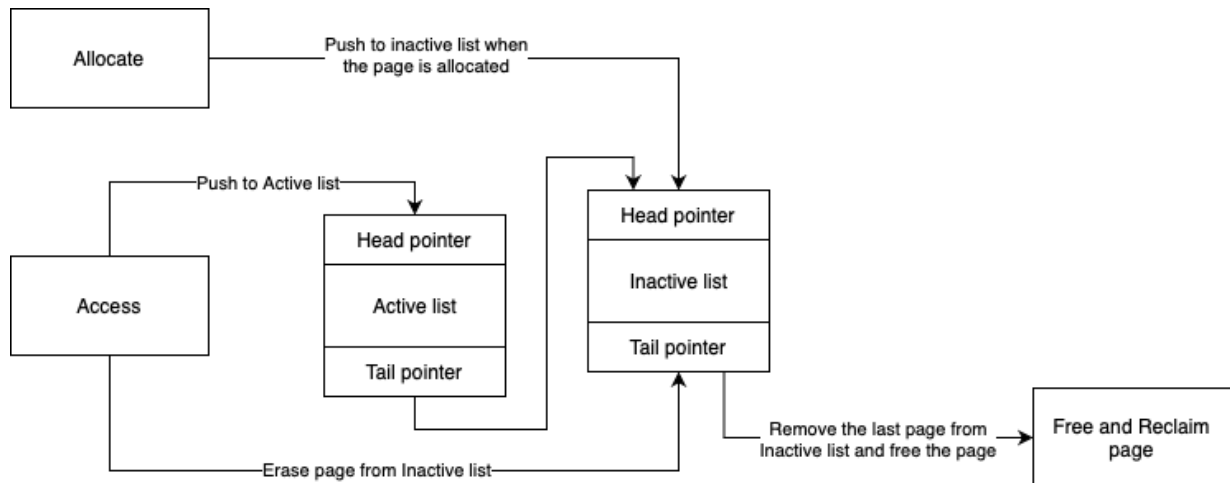 Allocate
Push to inactive list when
the page is allocated
Push to Active list
Head pointer
Head pointer
Inactive list
Access
Active list
Tail pointer
Tail pointer
Free and Reclaim
page
Remove the last page from
Inactive list and free the page
Erase page from Inactive list